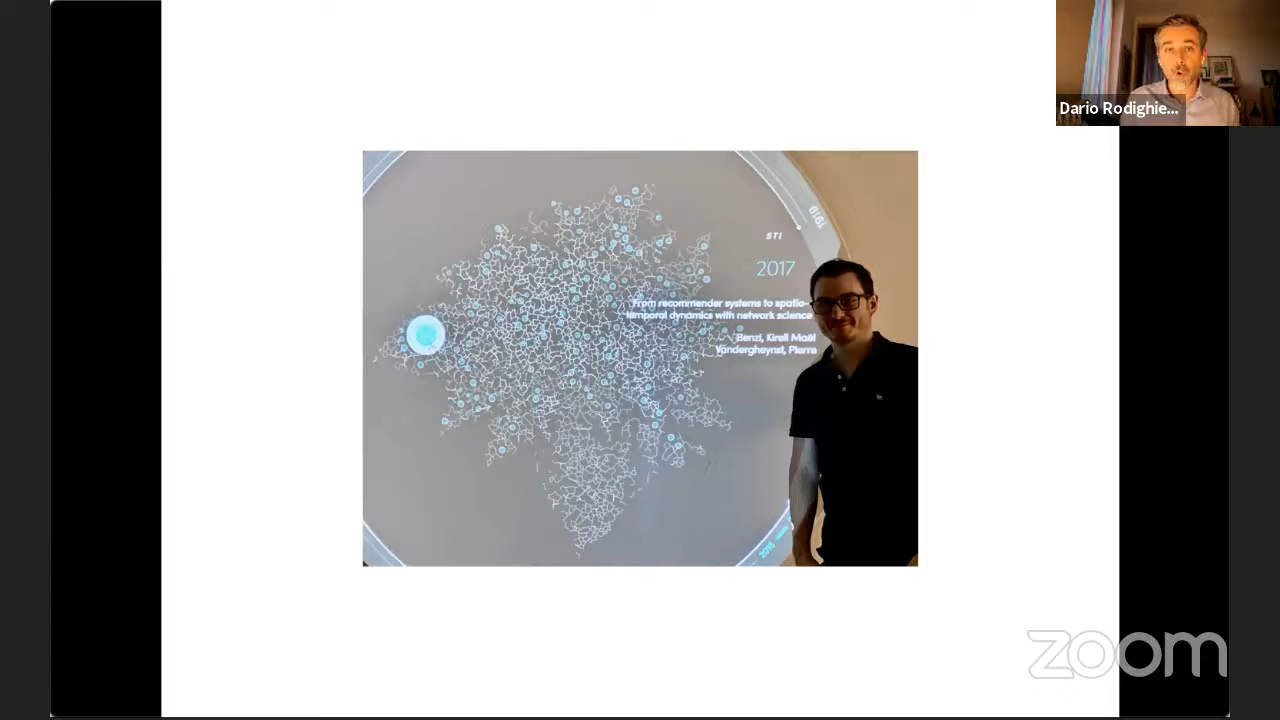 Dario Rodighie...
1919
STI
2017
From recommender systems to spatio-
temporal dynamics with network science
Benzi, Kirell Maël
Vandergheynst, Pierre
2016
zoom